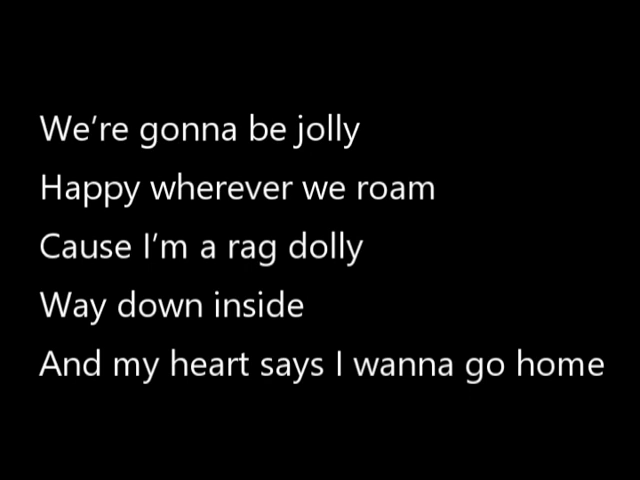 We’re gonna be jolly
Happy wherever we roam
Cause I’m a rag dolly
Way down inside
And my heart says I wanna go home